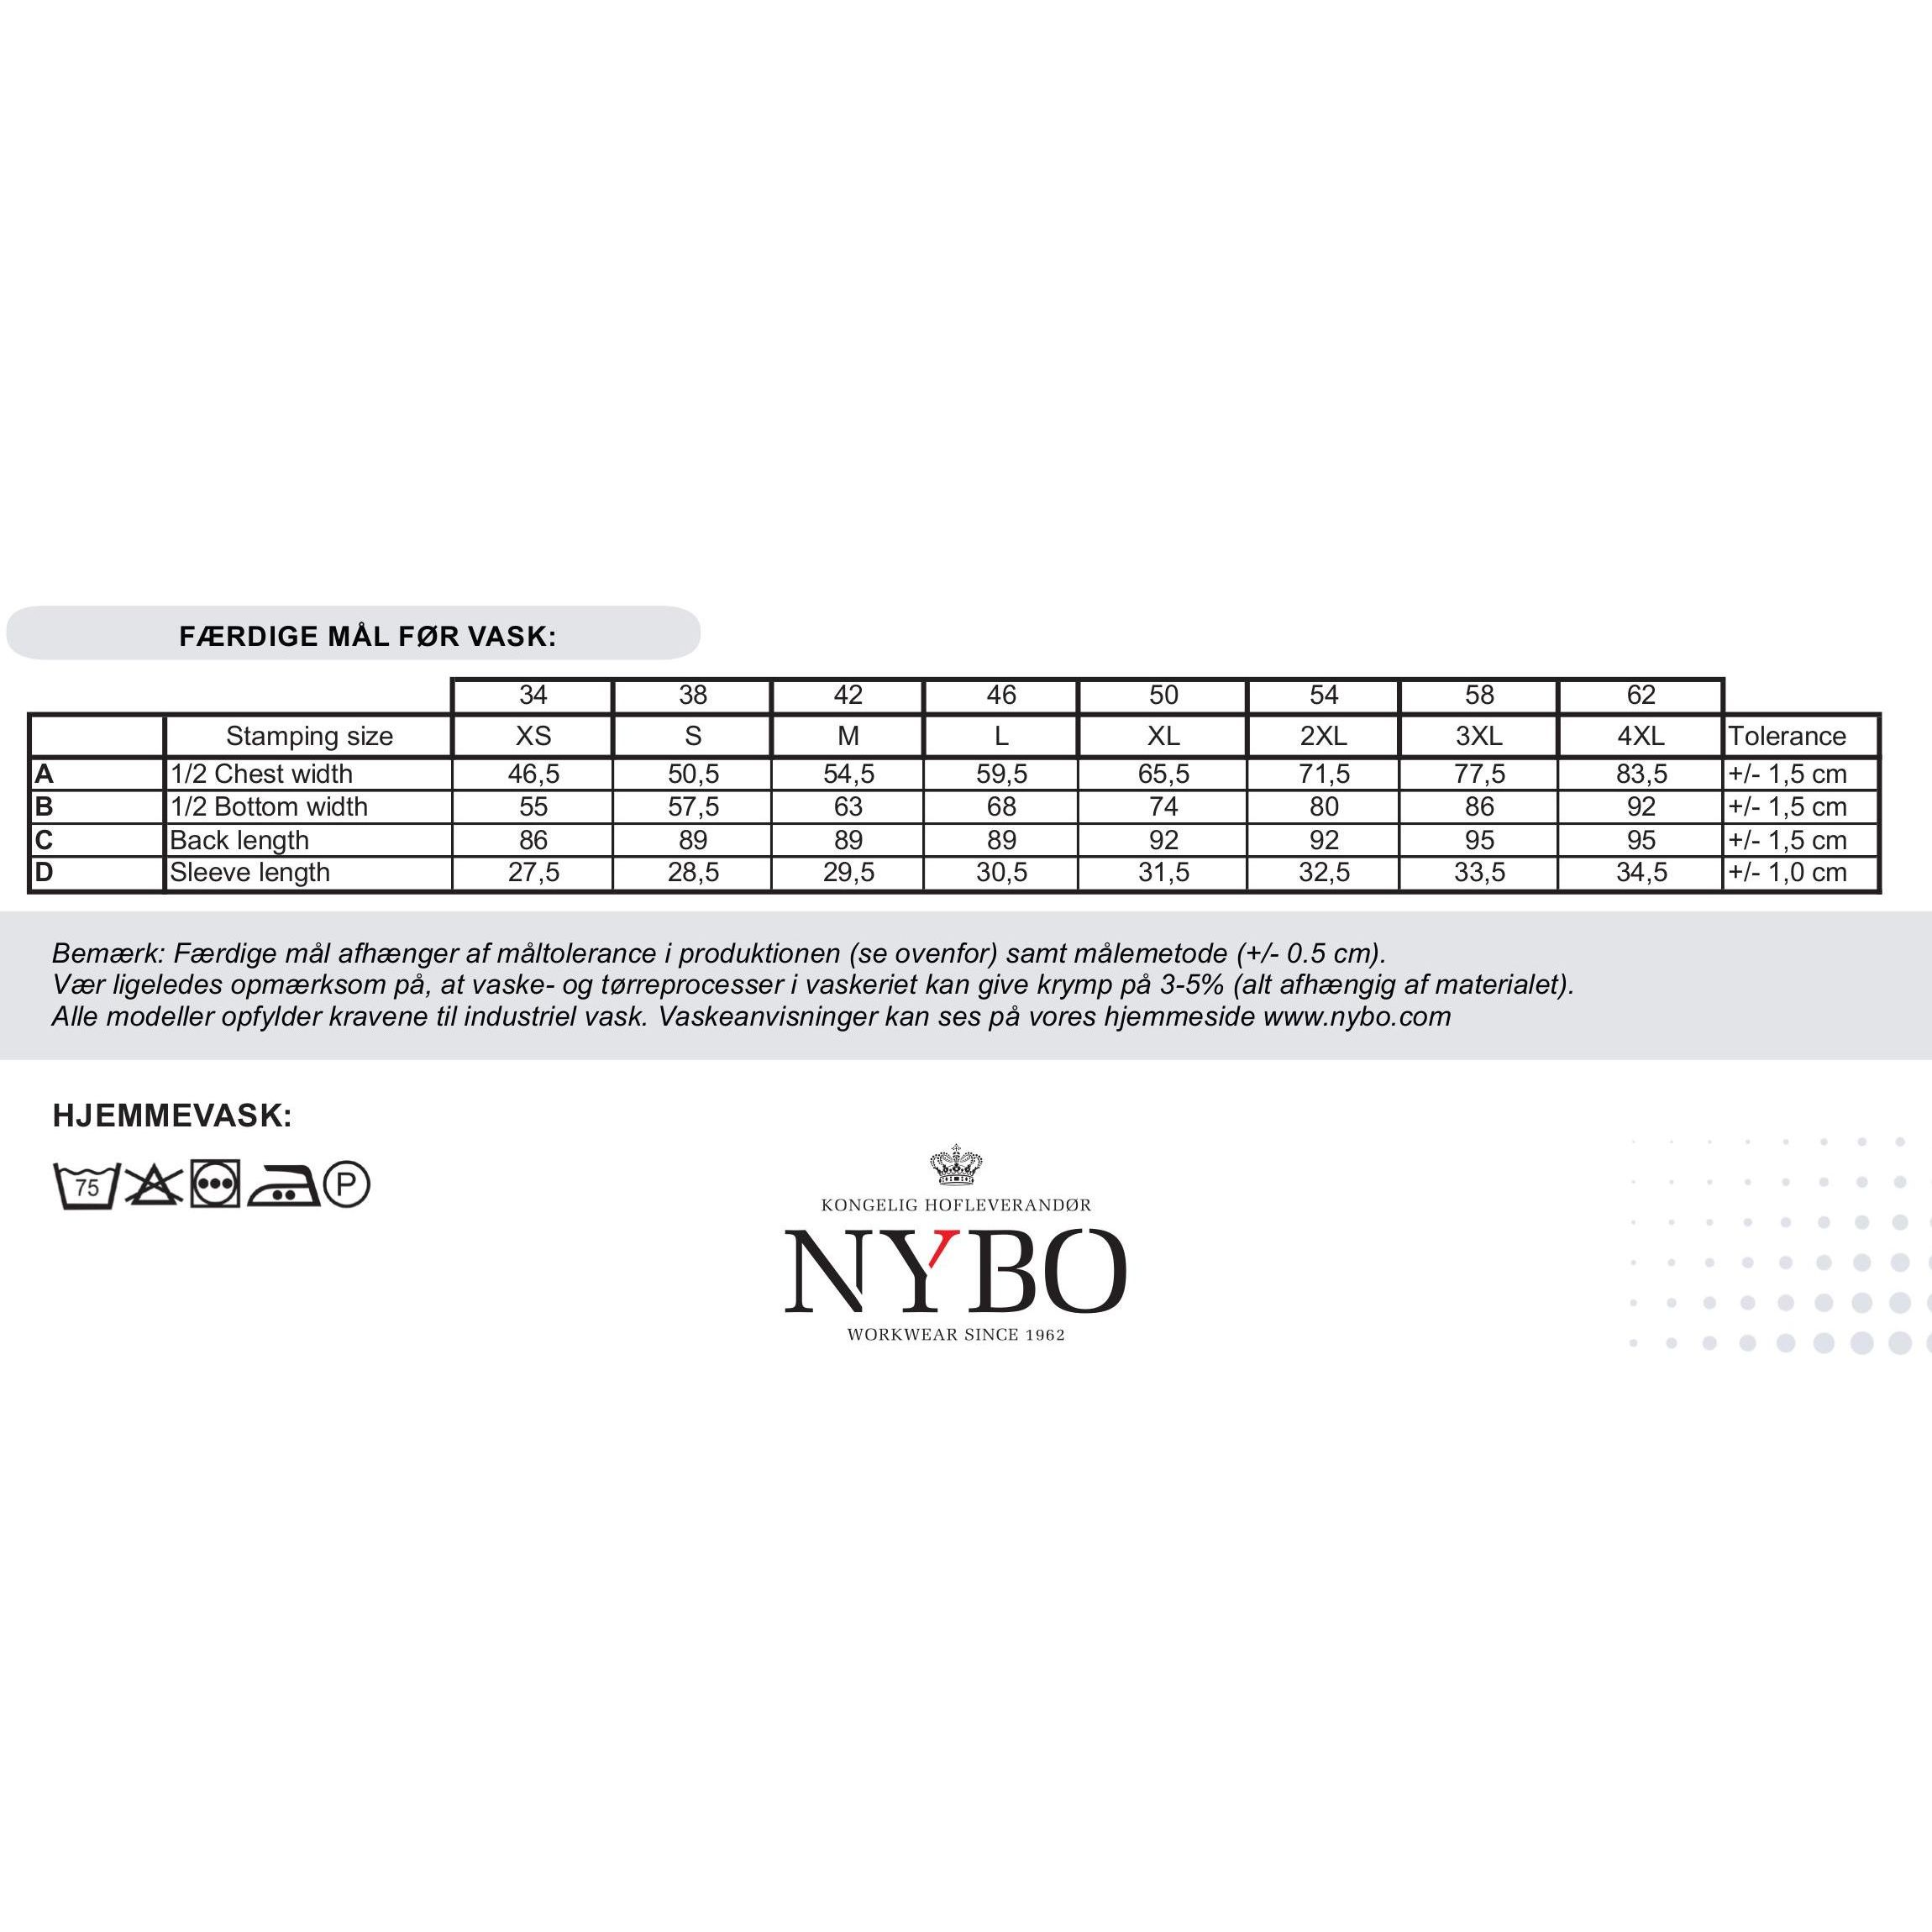 FÆRDIGE MÅL FØR VASK:
34 38 42 46 50 54 58 62
Stamping size XS S M L XL 2XL 3XL 4XL Tolerance
A 1/2 Chest width 46,5 50,5 54,5 59,5 65,5 71,5 77,5 83,5 +/- 1,5 cm
B 1/2 Bottom width 55 57,5 63 68 74 80 86 92 +/- 1,5 cm
C Back length 86 89 89 89 92 92 95 95 +/- 1,5 cm
D Sleeve length 27,5 28,5 29,5 30,5 31,5 32,5 33,5 34,5 +/- 1,0 cm
Bemærk: Færdige mål afhænger af måltolerance i produktionen (se ovenfor) samt målemetode (+/- 0.5 cm).
Vær ligeledes opmærksom på, at vaske- og tørreprocesser i vaskeriet kan give krymp på 3-5% (alt afhængig af materialet).
Alle modeller opfylder kravene til industriel vask. Vaskeanvisninger kan ses på vores hjemmeside www.nybo.com
HJEMMEVASK:
75 P
KONGELIG HOFLEVERANDØR
NYBO
WORKWEAR SINCE 1962